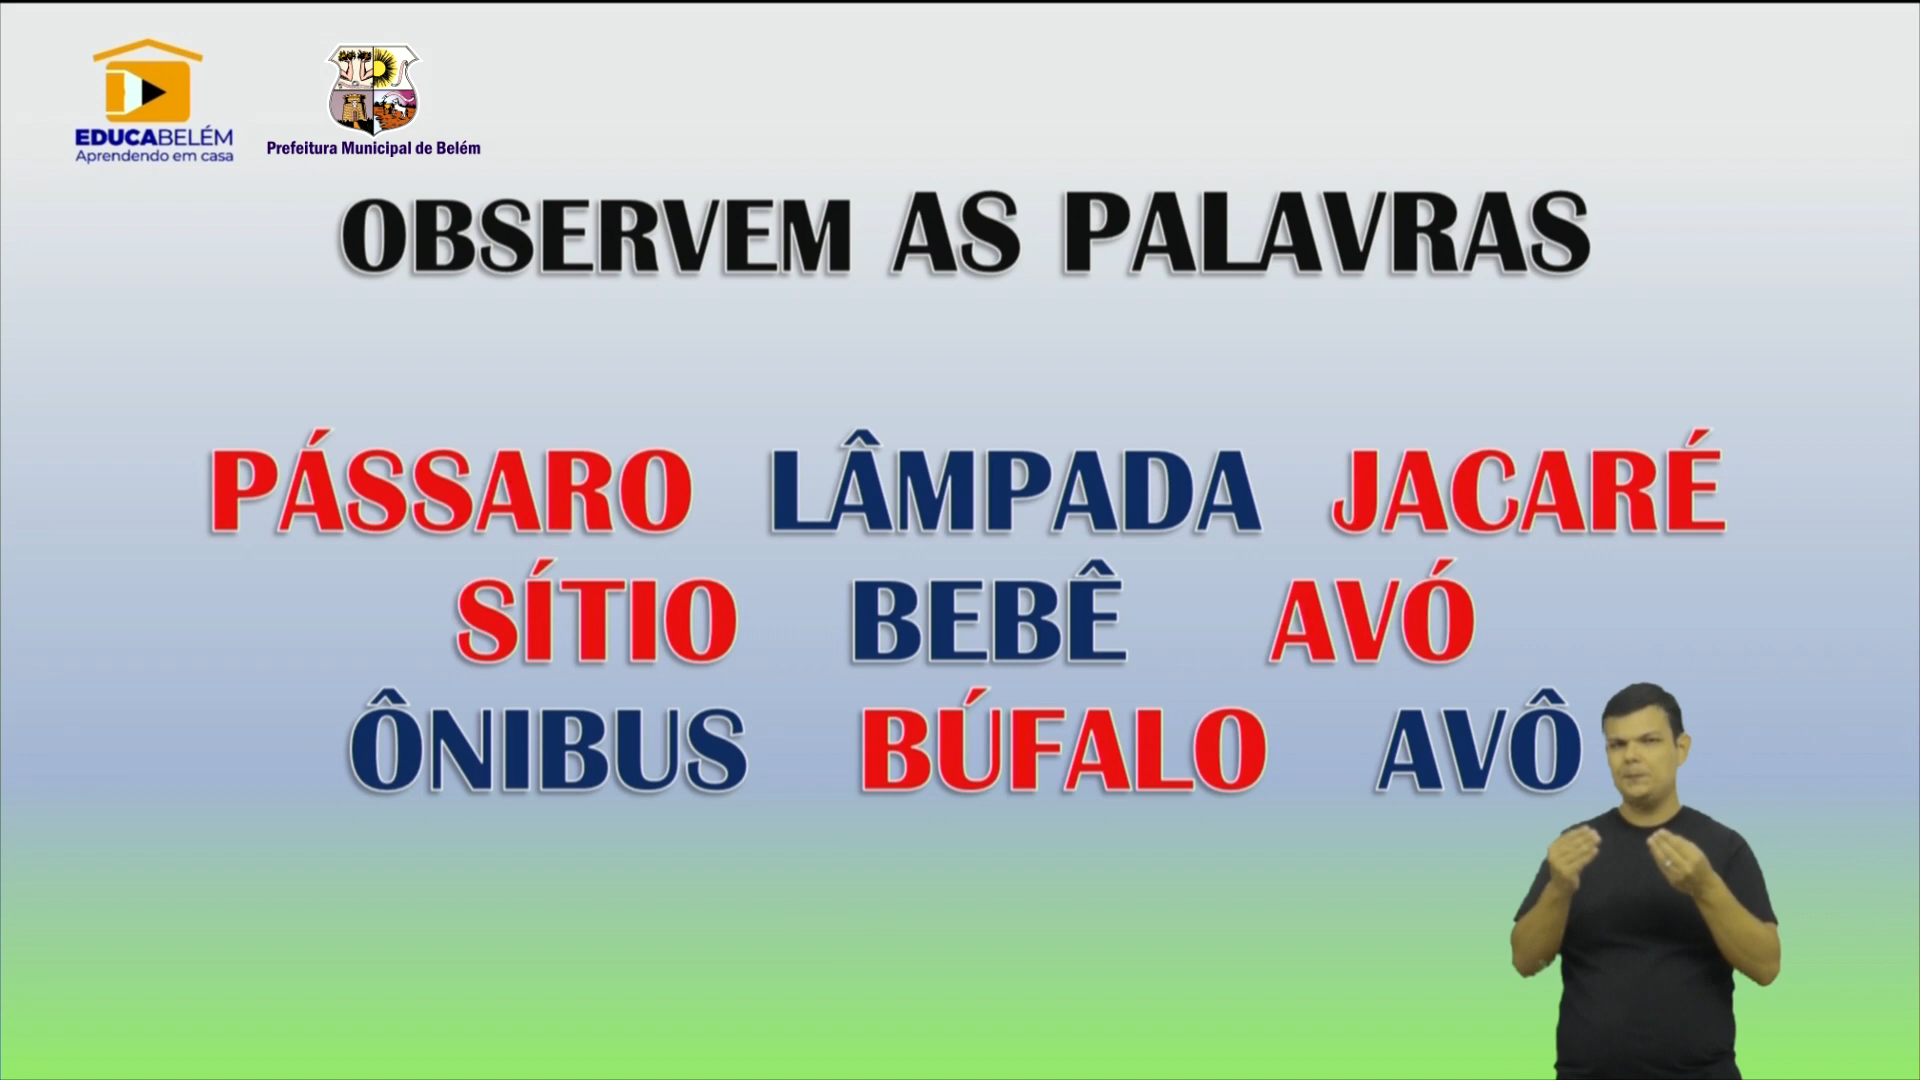 EDUCABELÉM
Aprendendo em casa
Prefeitura Municipal de Belém
OBSERVEM AS PALAVRAS
PÁSSARO LÂMPADA JACARÉ
SÍTIO BEBÊ AVÓ
ÔNIBUS BÚFALO AVÔ